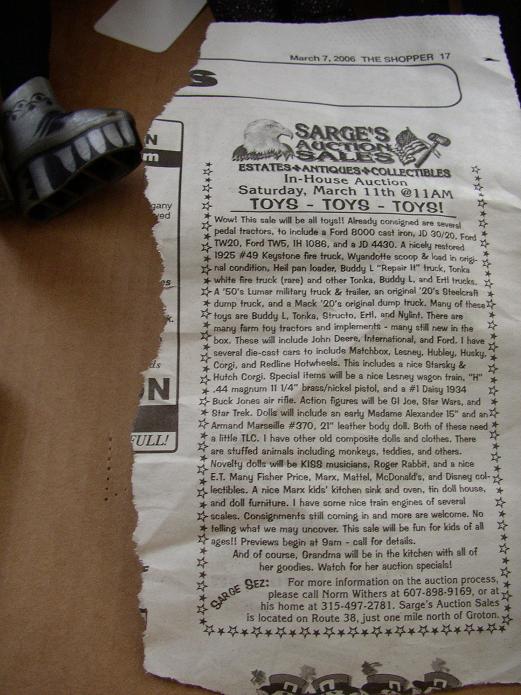 March 7, 2006 THE SHOPPER 17
S
SARGE'S
AUCTION
SALES
ESTATES✦ANTIQUES✦COLLECTIBLES
In-House Auction
Saturday, March 11th @11AM
TOYS - TOYS - TOYS!
Wow! This sale will be all toys!! Already consigned are several
pedal tractors, to include a Ford 8000 cast iron, JD 30/20, Ford
TW20, Ford TW5, IH 1086, and a JD 4430. A nicely restored
1925 #49 Keystone fire truck, Wyandotte scoop & load in origi-
nal condition, Heil pan loader, Buddy L "Repair It" truck, Tonka
white fire truck (rare) and other Tonka, Buddy L, and Ertl trucks.
A '50's Lumar military truck & trailer, an original '20's Steelcraft
dump truck, and a Mack '20's original dump truck. Many of these
toys are Buddy L, Tonka, Structo, Ertl, and Nylint. There are
many farm toy tractors and implements - many still new in the
box. These will include John Deere, International, and Ford. I have
several die-cast cars to include Matchbox, Lesney, Hubley, Husky,
Corgi, and Redline Hotwheels. This includes a nice Starsky &
Hutch Corgi. Special items will be a nice Lesney wagon train, "H"
.44 magnum 11 1/4" brass/nickel pistol, and a #1 Daisy 1934
Buck Jones air rifle. Action figures will be GI Joe, Star Wars, and
Star Trek. Dolls will include an early Madame Alexander 15" and an
Armand Marseille #370, 21" leather body doll. Both of these need
a little TLC. I have other old composite dolls and clothes. There
are stuffed animals including monkeys, teddies, and others.
Novelty dolls will be KISS musicians, Roger Rabbit, and a nice
E.T. Many Fisher Price, Marx, Mattel, McDonald's, and Disney col-
lectibles. A nice Marx kids' kitchen sink and oven, tin doll house,
and doll furniture. I have some nice train engines of several
scales. Consignments still coming in and more are welcome. No
telling what we may uncover. This sale will be fun for kids of all
ages!! Previews begin at 9am - call for details.
And of course, Grandma will be in the kitchen with all of
her goodies. Watch for her auction specials!
SARGE SEZ: For more information on the auction process,
please call Norm Withers at 607-898-9169, or at
his home at 315-497-2781. Sarge's Auction Sales
is located on Route 38, just one mile north of Groton.
N
m
gany
ON
FULL!